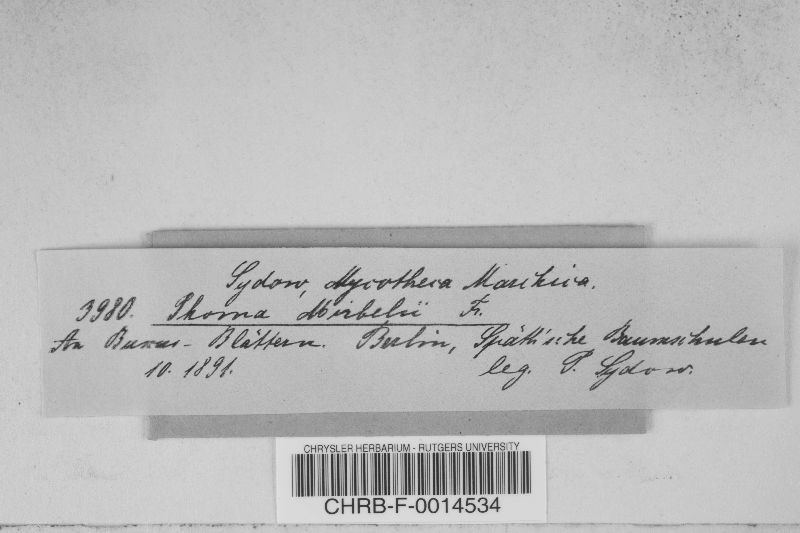 Sydow, Mycotheca Marchica.
3980. Phoma Mirbelii Fr.
An Buxus-Blättern. Berlin, Späth'sche Baumschulen
10. 1891. leg. P. Sydow.
CHRYSLER HERBARIUM - RUTGERS UNIVERSITY
CHRB-F-0014534